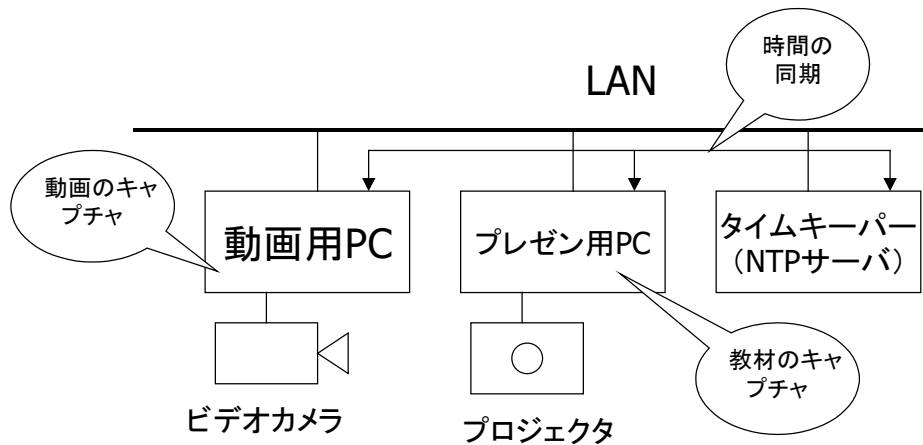 時間の
同期
LAN
動画のキャ
プチャ
動画用PC
プレゼン用PC
タイムキーパー
（NTPサーバ）
教材のキャ
プチャ
ビデオカメラ
プロジェクタ